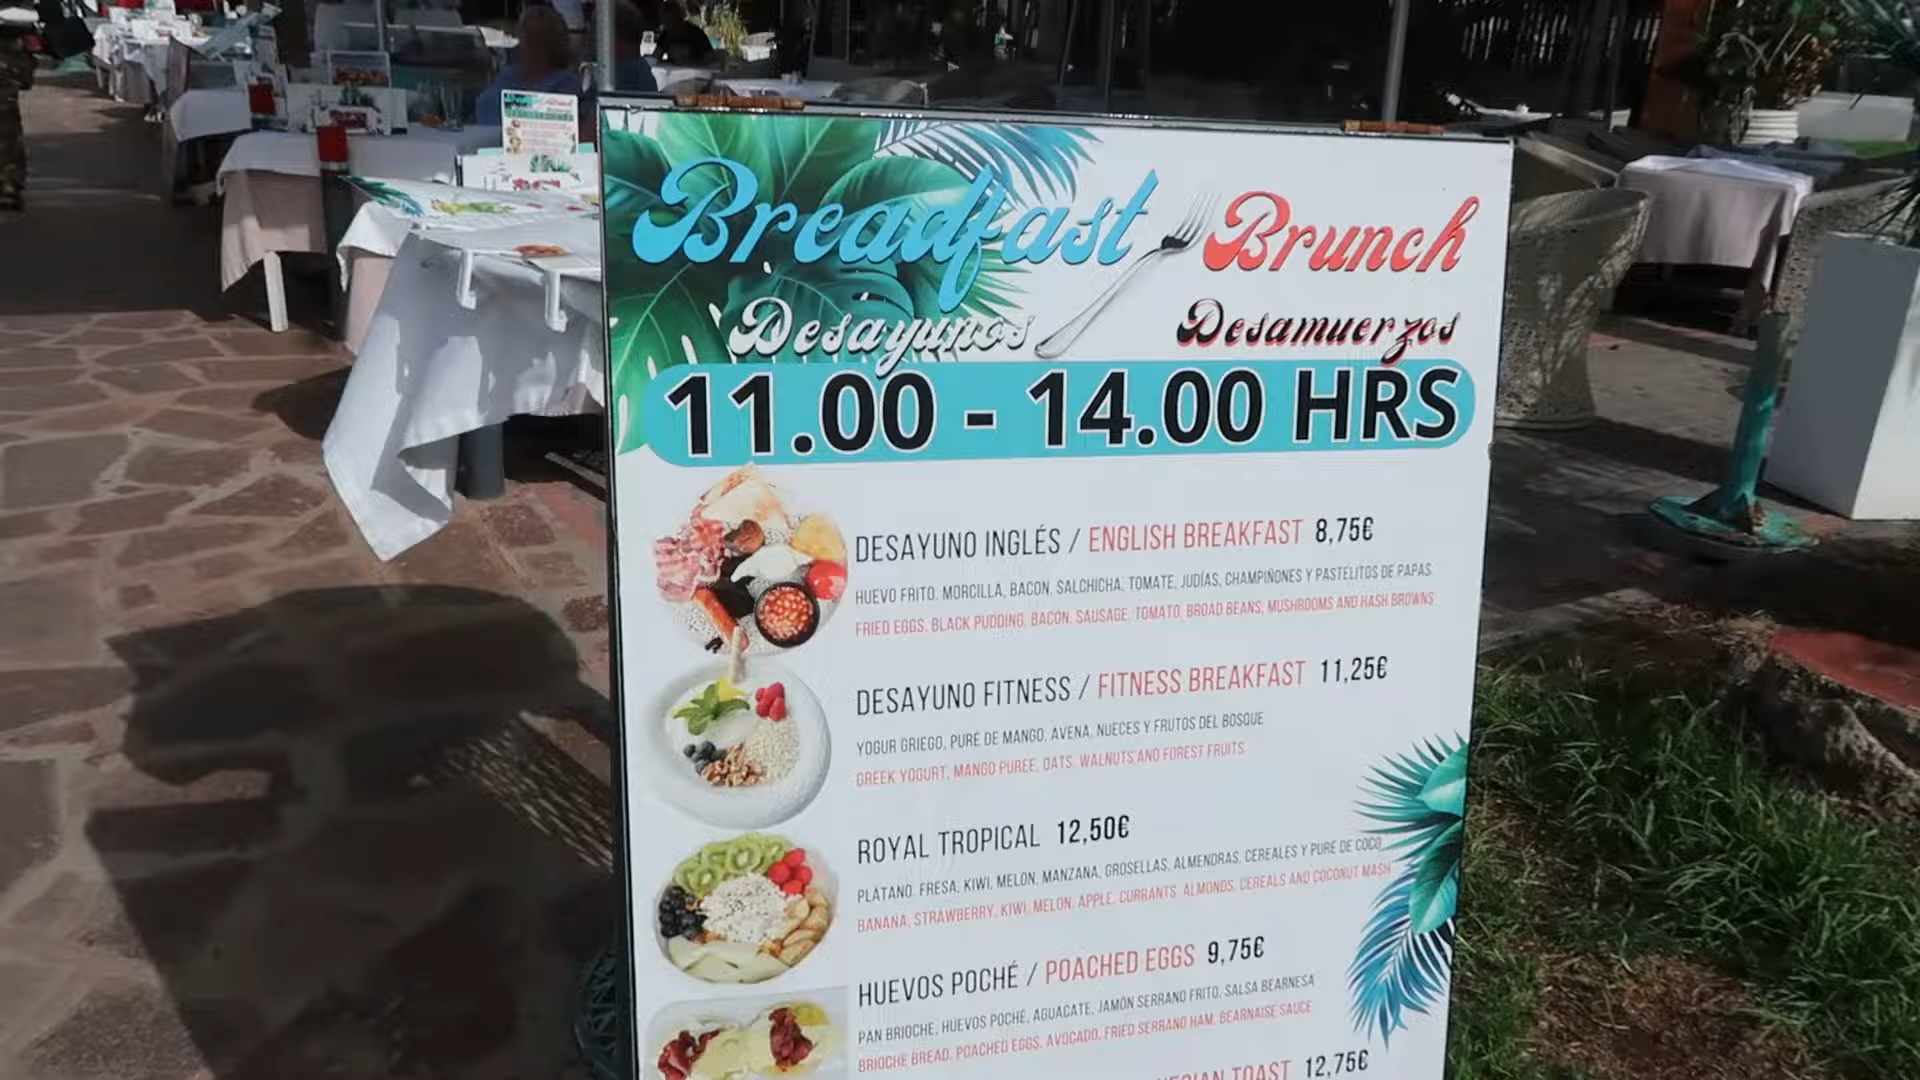 Breadfast Brunch
Desayunos Desamuerzos
11.00 - 14.00 HRS
DESAYUNO INGLÉS / ENGLISH BREAKFAST 8,75€
HUEVO FRITO, MORCILLA, BACON, SALCHICHA, TOMATE, JUDÍAS, CHAMPIÑONES Y PASTELITOS DE PAPAS
FRIED EGGS, BLACK PUDDING, BACON, SAUSAGE, TOMATO, BROAD BEANS, MUSHROOMS AND HASH BROWNS
DESAYUNO FITNESS / FITNESS BREAKFAST 11,25€
YOGUR GRIEGO, PURÉ DE MANGO, AVENA, NUECES Y FRUTOS DEL BOSQUE
GREEK YOGURT, MANGO PUREE, OATS, WALNUTS AND FOREST FRUITS
ROYAL TROPICAL 12,50€
PLÁTANO, FRESA, KIWI, MELON, MANZANA, GROSELLAS, ALMENDRAS, CEREALES Y PURE DE COCO
BANANA, STRAWBERRY, KIWI, MELON, APPLE, CURRANTS, ALMONDS, CEREALS AND COCONUT MASH
HUEVOS POCHÉ / POACHED EGGS 9,75€
PAN BRIOCHE, HUEVOS POCHÉ, AGUACATE, JAMÓN SERRANO FRITO, SALSA BEARNESA
BRIOCHE BREAD, POACHED EGGS, AVOCADO, FRIED SERRANO HAM, BEARNAISE SAUCE
TOAST 12,75€